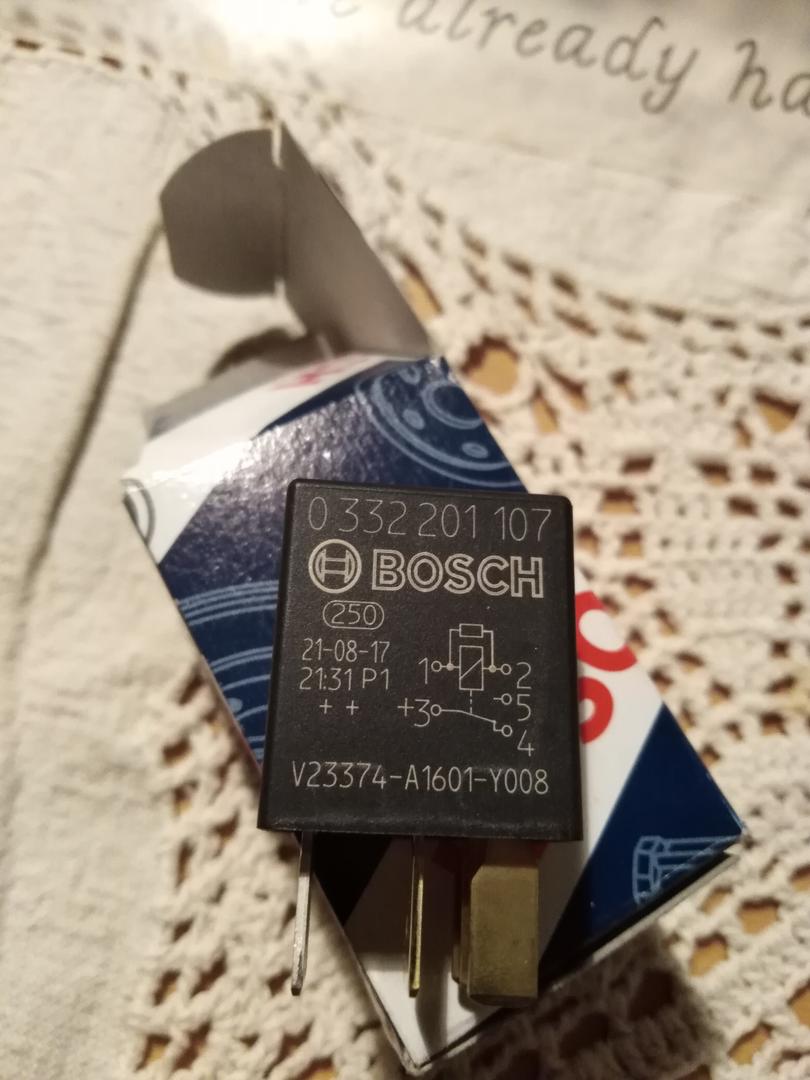 already ha
0 332 201 107
BOSCH
250
21-08-17
21:31 P1
+ +
1 2
5
+3
4
V23374-A1601-Y008